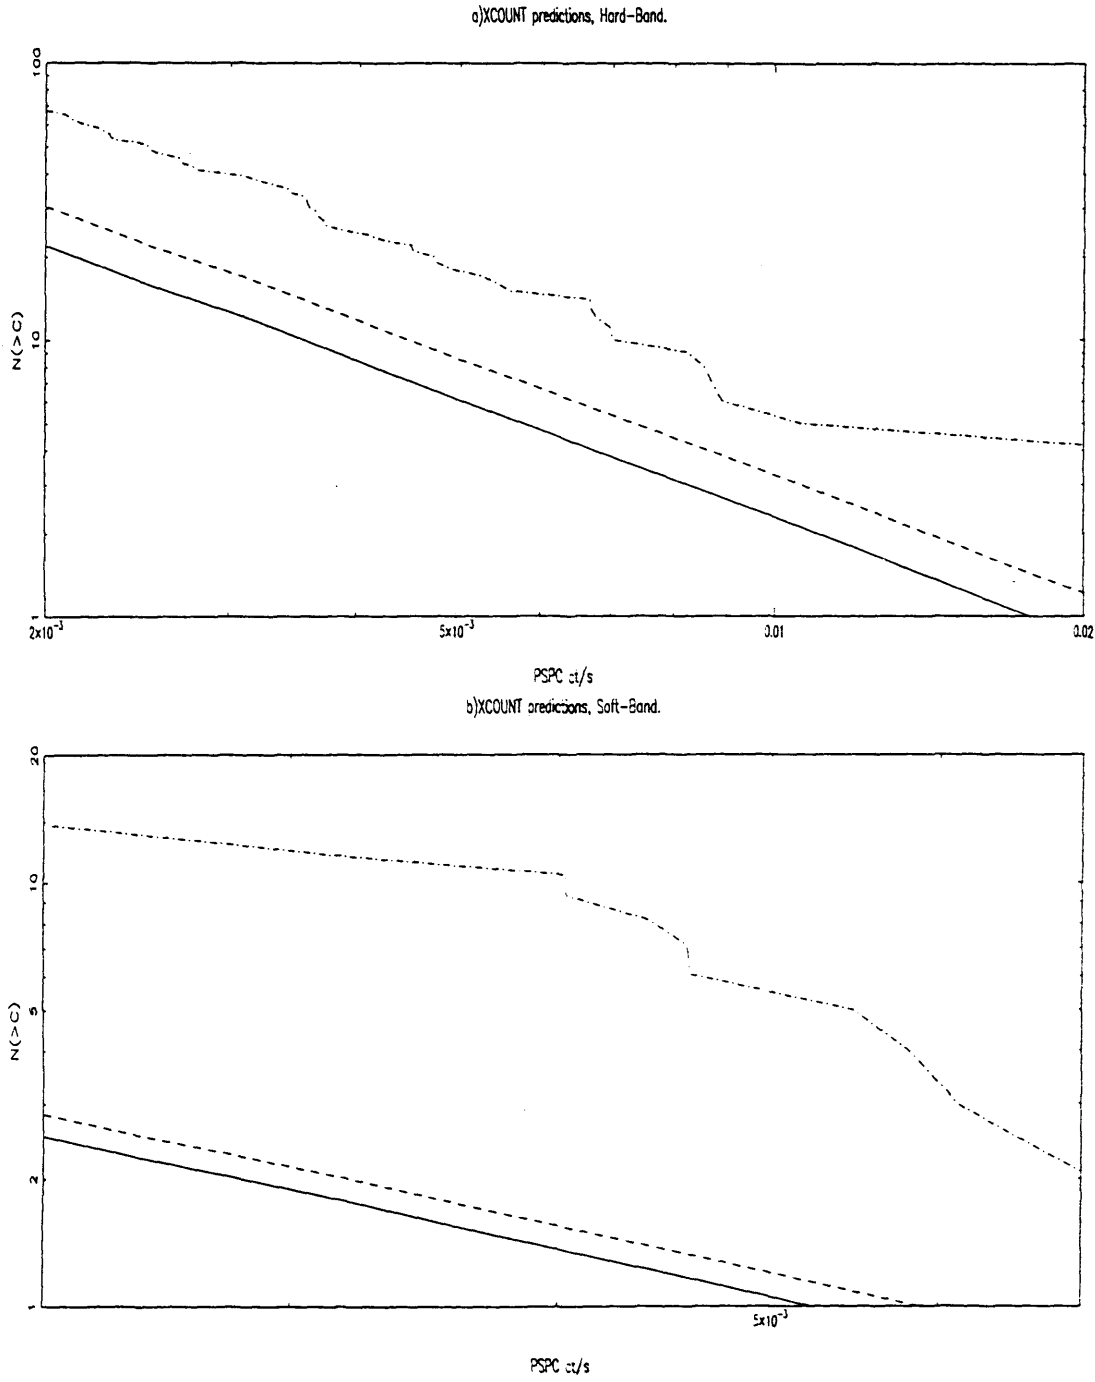 a)XCOUNT predictions, Hard-Band.
100
10
1
N(>C)
2x10⁻³
5x10⁻³
0.01
0.02
PSPC ct/s
b)XCOUNT predictions, Soft-Band.
20
10
5
2
1
N(>C)
5x10⁻³
PSPC ct/s